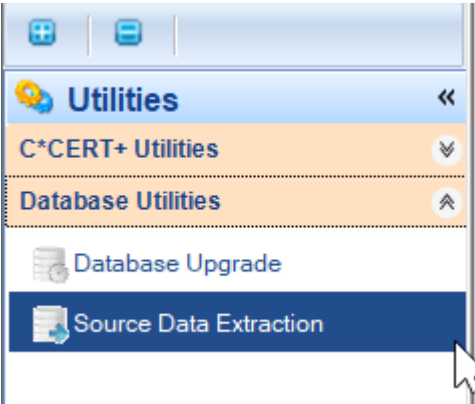 Utilities
C*CERT+ Utilities
Database Utilities
Database Upgrade
Source Data Extraction